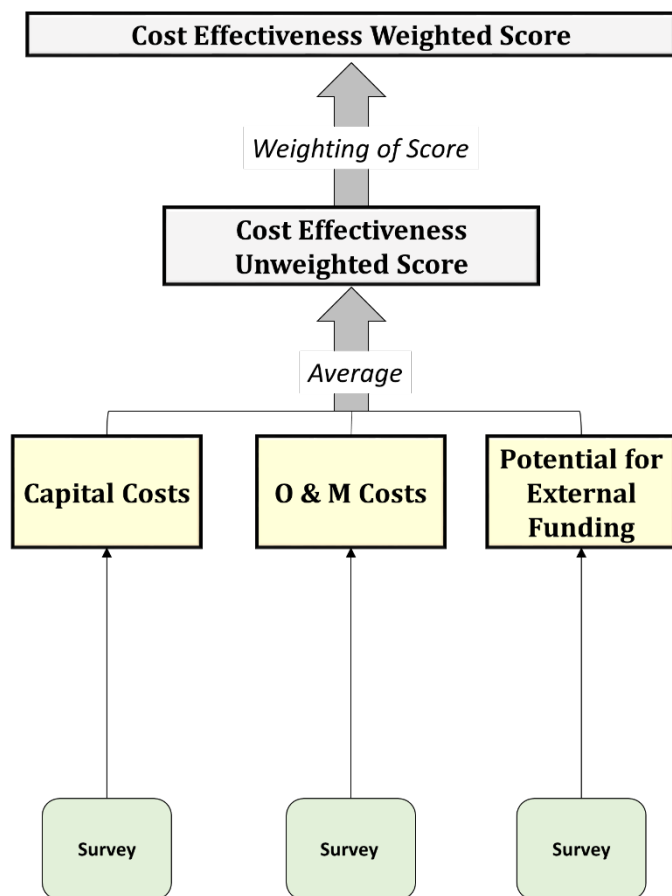 Cost Effectiveness Weighted Score
Weighting of Score
Cost Effectiveness
Unweighted Score
Average
Capital Costs
O & M Costs
Potential for
External
Funding
Survey
Survey
Survey